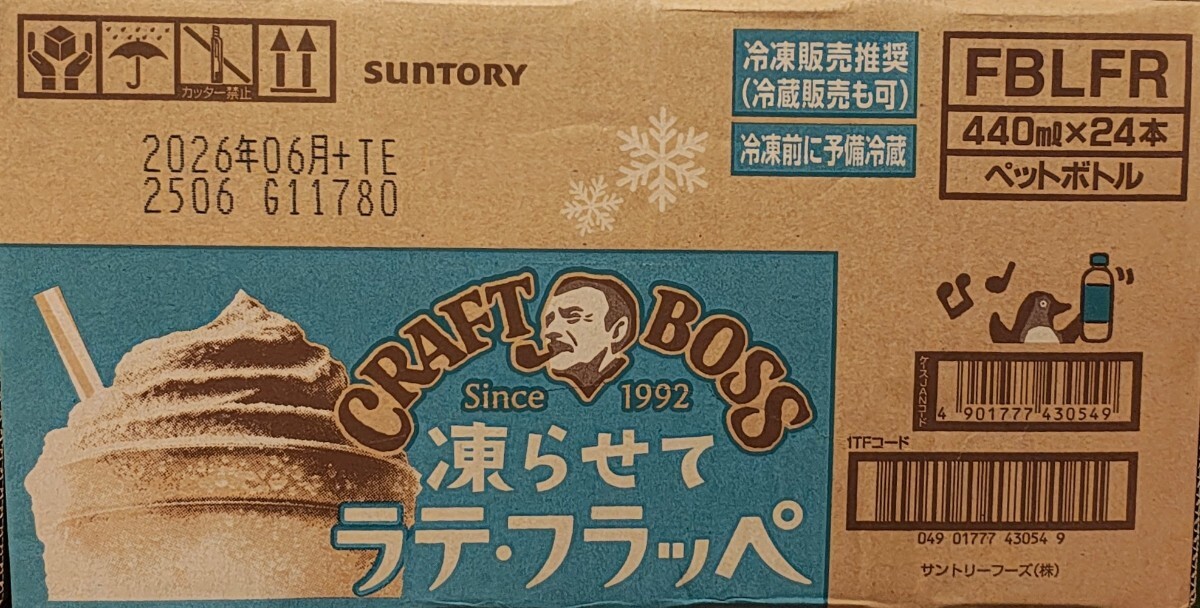 カッター禁止
SUNTORY
2026年06月+TE
2506 G11780
冷凍販売推奨
(冷蔵販売も可)
冷凍前に予備冷蔵
FBLFR
440ml×24本
ペットボトル
CRAFT BOSS
Since 1992
凍らせて
ラテ・フラッペ
ケースJANコード
4 901777 430549
ITFコード
049 01777 43054 9
サントリーフーズ(株)